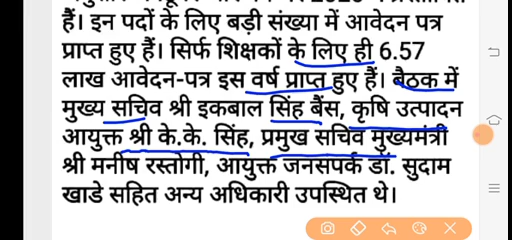 हैं। इन पदों के लिए बड़ी संख्या में आवेदन पत्र
प्राप्त हुए हैं। सिर्फ शिक्षकों के लिए ही 6.57
लाख आवेदन-पत्र इस वर्ष प्राप्त हुए हैं। बैठक में
मुख्य सचिव श्री इकबाल सिंह बैंस, कृषि उत्पादन
आयुक्त श्री के.के. सिंह, प्रमुख सचिव मुख्यमंत्री
श्री मनीष रस्तोगी, आयुक्त जनसंपर्क डॉ. सुदाम
खाडे सहित अन्य अधिकारी उपस्थित थे।